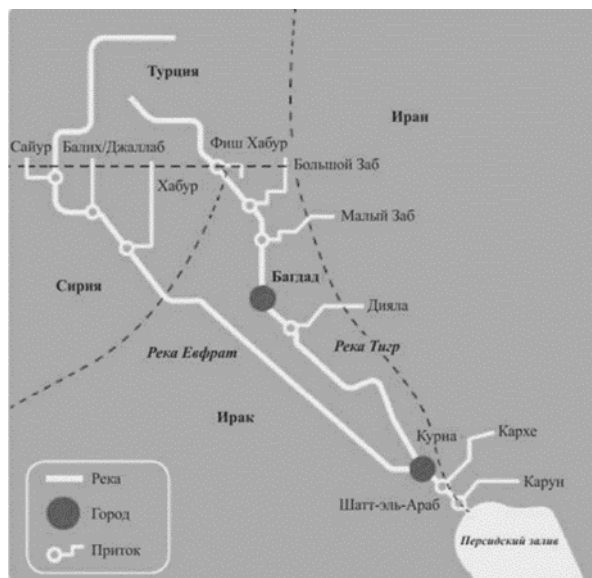 Турция
Иран
Сайур
Балих/Джаллаб
Фиш Хабур
Большой Заб
Хабур
Малый Заб
Сирия
Багдад
Дияла
Река Евфрат
Река Тигр
Ирак
Курна
Кархе
Карун
Шатт-эль-Араб
Персидский залив
Река
Город
Приток